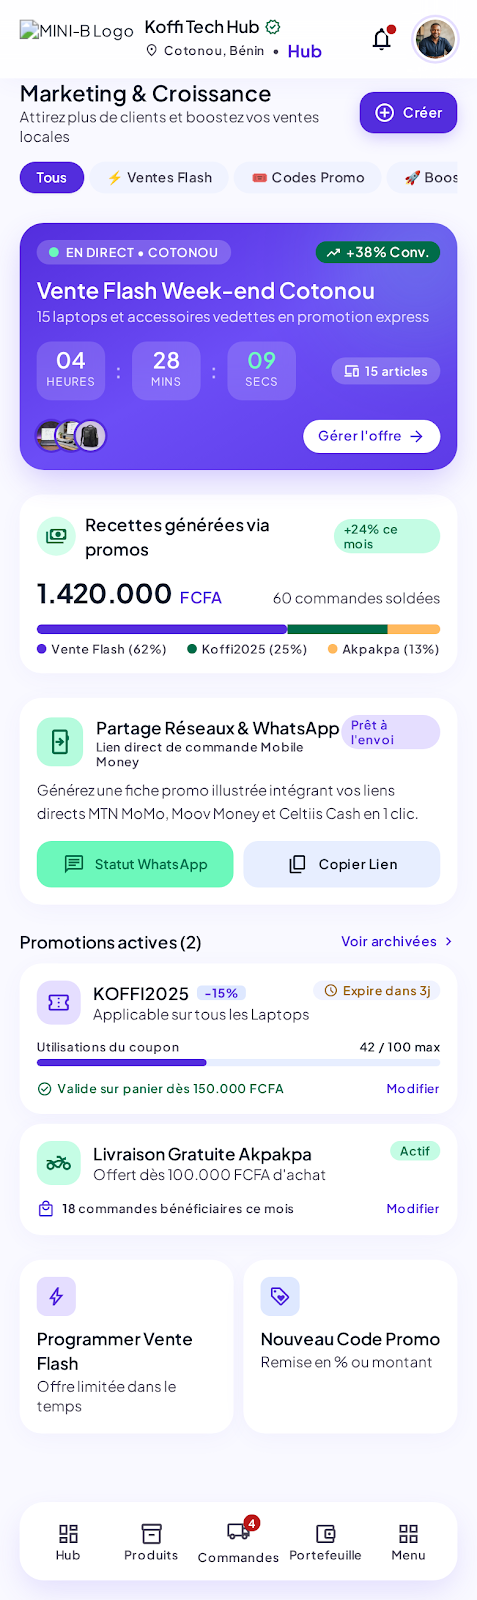 MINI-B Logo
Koffi Tech Hub
Cotonou, Bénin • Hub
Marketing & Croissance
Attirez plus de clients et boostez vos ventes
locales
Créer
Tous
⚡ Ventes Flash
🎟️ Codes Promo
🚀 Boos
EN DIRECT • COTONOU
+38% Conv.
Vente Flash Week-end Cotonou
15 laptops et accessoires vedettes en promotion express
04 : 28 : 09
HEURES MINS SECS
15 articles
Gérer l'offre →
Recettes générées via
promos
+24% ce
mois
1.420.000 FCFA
60 commandes soldées
Vente Flash (62%) Koffi2025 (25%) Akpakpa (13%)
Partage Réseaux & WhatsApp
Prêt à
l'envoi
Lien direct de commande Mobile
Money
Générez une fiche promo illustrée intégrant vos liens
directs MTN MoMo, Moov Money et Celtiis Cash en 1 clic.
Statut WhatsApp
Copier Lien
Promotions actives (2)
Voir archivées >
KOFFI2025 -15%
Expire dans 3j
Applicable sur tous les Laptops
Utilisations du coupon 42 / 100 max
Valide sur panier dès 150.000 FCFA
Modifier
Livraison Gratuite Akpakpa
Actif
Offert dès 100.000 FCFA d'achat
18 commandes bénéficiaires ce mois
Modifier
Programmer Vente
Flash
Offre limitée dans le
temps
Nouveau Code Promo
Remise en % ou montant
4
Hub Produits Commandes Portefeuille Menu